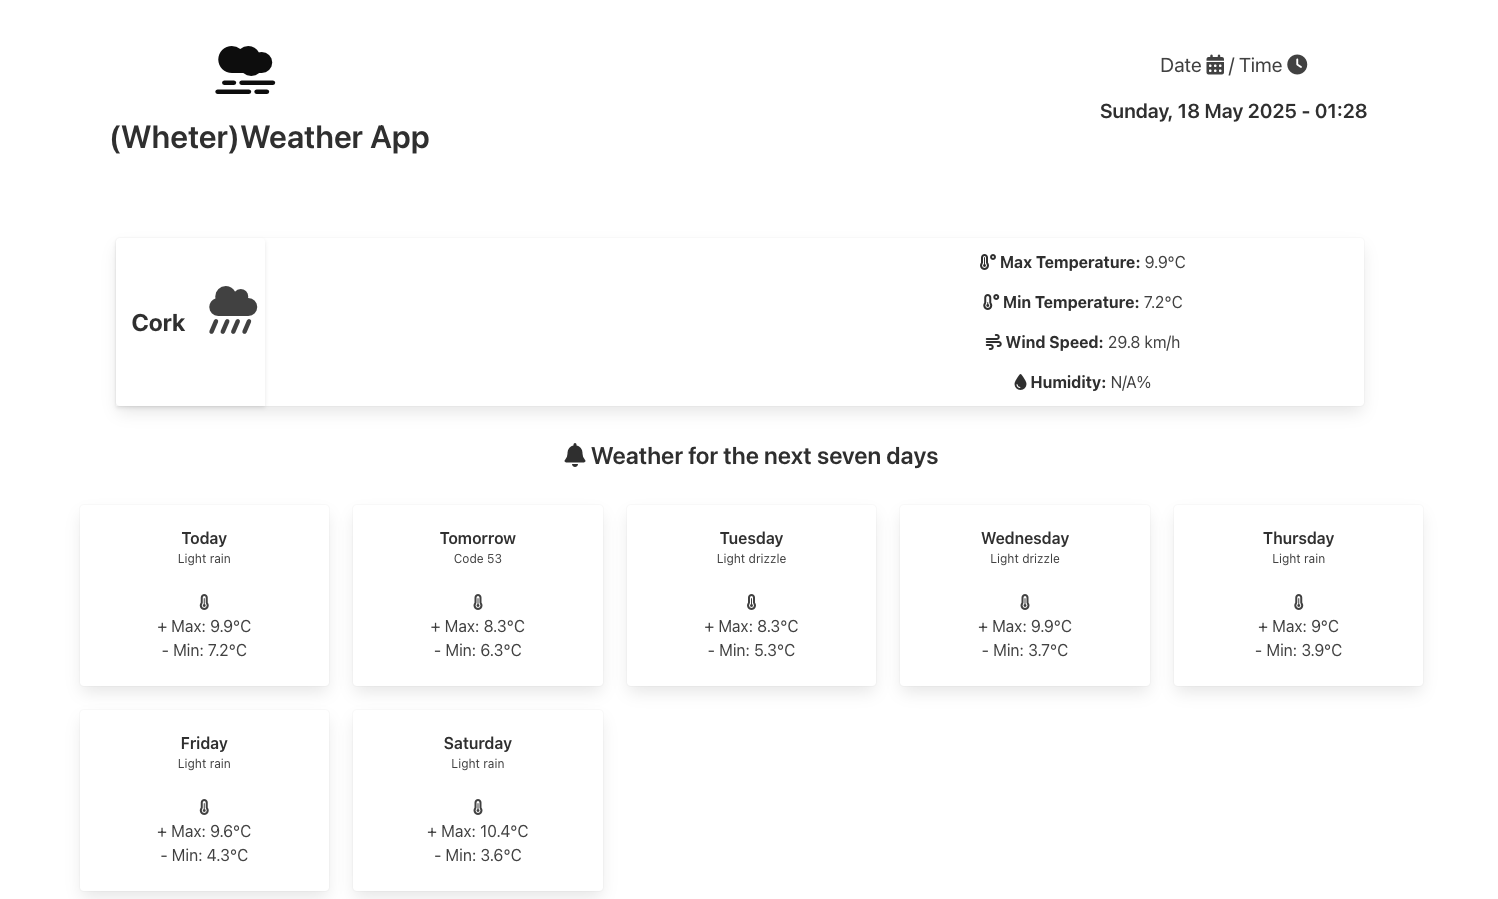 (Wheter)Weather App
Date / Time
Sunday, 18 May 2025 - 01:28
Cork
Max Temperature: 9.9°C
Min Temperature: 7.2°C
Wind Speed: 29.8 km/h
Humidity: N/A%
Weather for the next seven days
Today
Light rain
+ Max: 9.9°C
- Min: 7.2°C
Tomorrow
Code 53
+ Max: 8.3°C
- Min: 6.3°C
Tuesday
Light drizzle
+ Max: 8.3°C
- Min: 5.3°C
Wednesday
Light drizzle
+ Max: 9.9°C
- Min: 3.7°C
Thursday
Light rain
+ Max: 9°C
- Min: 3.9°C
Friday
Light rain
+ Max: 9.6°C
- Min: 4.3°C
Saturday
Light rain
+ Max: 10.4°C
- Min: 3.6°C